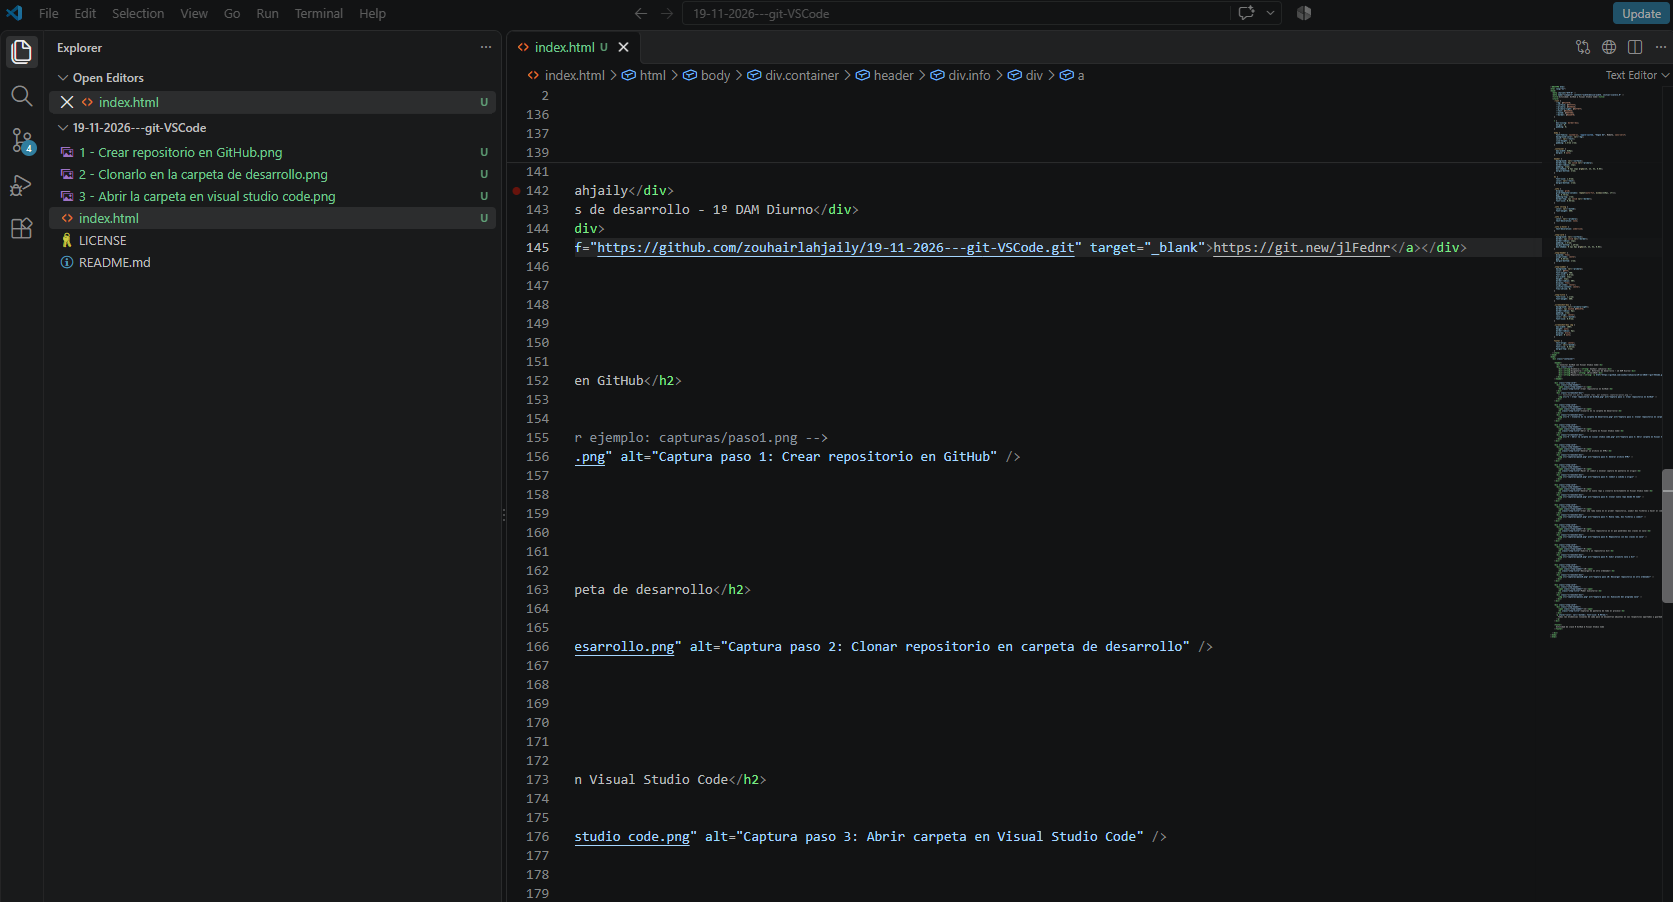 File Edit Selection View Go Run Terminal Help
19-11-2026---git-VSCode
Update
Explorer
Open Editors
index.html U
19-11-2026---git-VSCode
1 - Crear repositorio en GitHub.png U
2 - Clonarlo en la carpeta de desarrollo.png U
3 - Abrir la carpeta en visual studio code.png U
index.html U
LICENSE
README.md
4
index.html U
index.html > html > body > div.container > header > div.info > div > a
Text Editor
2
136
137
139
141
142 ahjaily</div>
143 s de desarrollo - 1º DAM Diurno</div>
144 div>
145 f="https://github.com/zouhairlahjaily/19-11-2026---git-VSCode.git" target="_blank">https://git.new/jlFednr</a></div>
146
147
148
149
150
151
152 en GitHub</h2>
153
154
155 r ejemplo: capturas/paso1.png -->
156 .png" alt="Captura paso 1: Crear repositorio en GitHub" />
157
158
159
160
161
162
163 peta de desarrollo</h2>
164
165
166 esarrollo.png" alt="Captura paso 2: Clonar repositorio en carpeta de desarrollo" />
167
168
169
170
171
172
173 n Visual Studio Code</h2>
174
175
176 studio code.png" alt="Captura paso 3: Abrir carpeta en Visual Studio Code" />
177
178
179